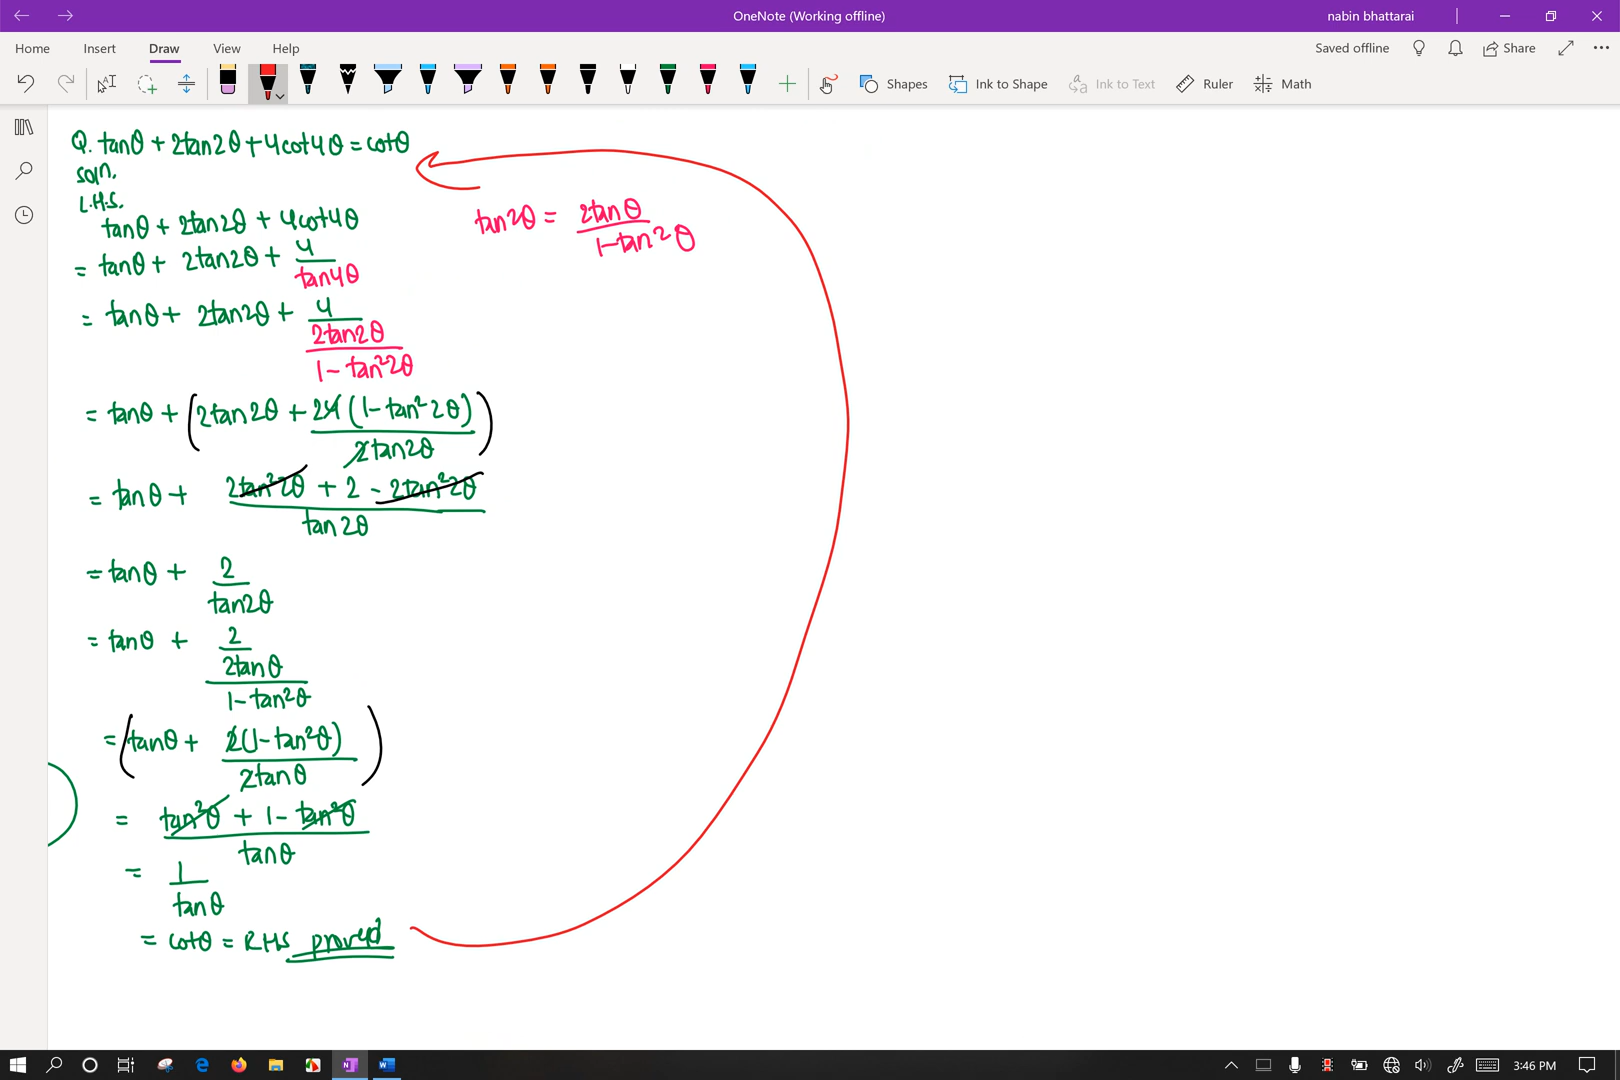 OneNote (Working offline)
nabin bhattarai
Home Insert Draw View Help
Saved offline
Share
Shapes
Ink to Shape
Ink to Text
Ruler
Math
Q. tanθ + 2tan2θ + 4cot4θ = cotθ
soln.
L.H.S.
tanθ + 2tan2θ + 4cot4θ
= tanθ + 2tan2θ + 4
tan4θ
= tanθ + 2tan2θ + 4
2tan2θ
1 - tan²2θ
= tanθ + (2tan2θ + 24 (1 - tan² 2θ)
2tan2θ)
= tanθ + 2tan²2θ + 2 - 2tan²2θ
tan2θ
= tanθ + 2
tan2θ
= tanθ + 2
2tanθ
1 - tan²θ
= (tanθ + 2(1 - tan²θ)
2tanθ)
= tan²θ + 1 - tan²θ
tanθ
= 1
tanθ
= cotθ = RHS proved
tan2θ = 2tanθ
1-tan²θ
3:46 PM